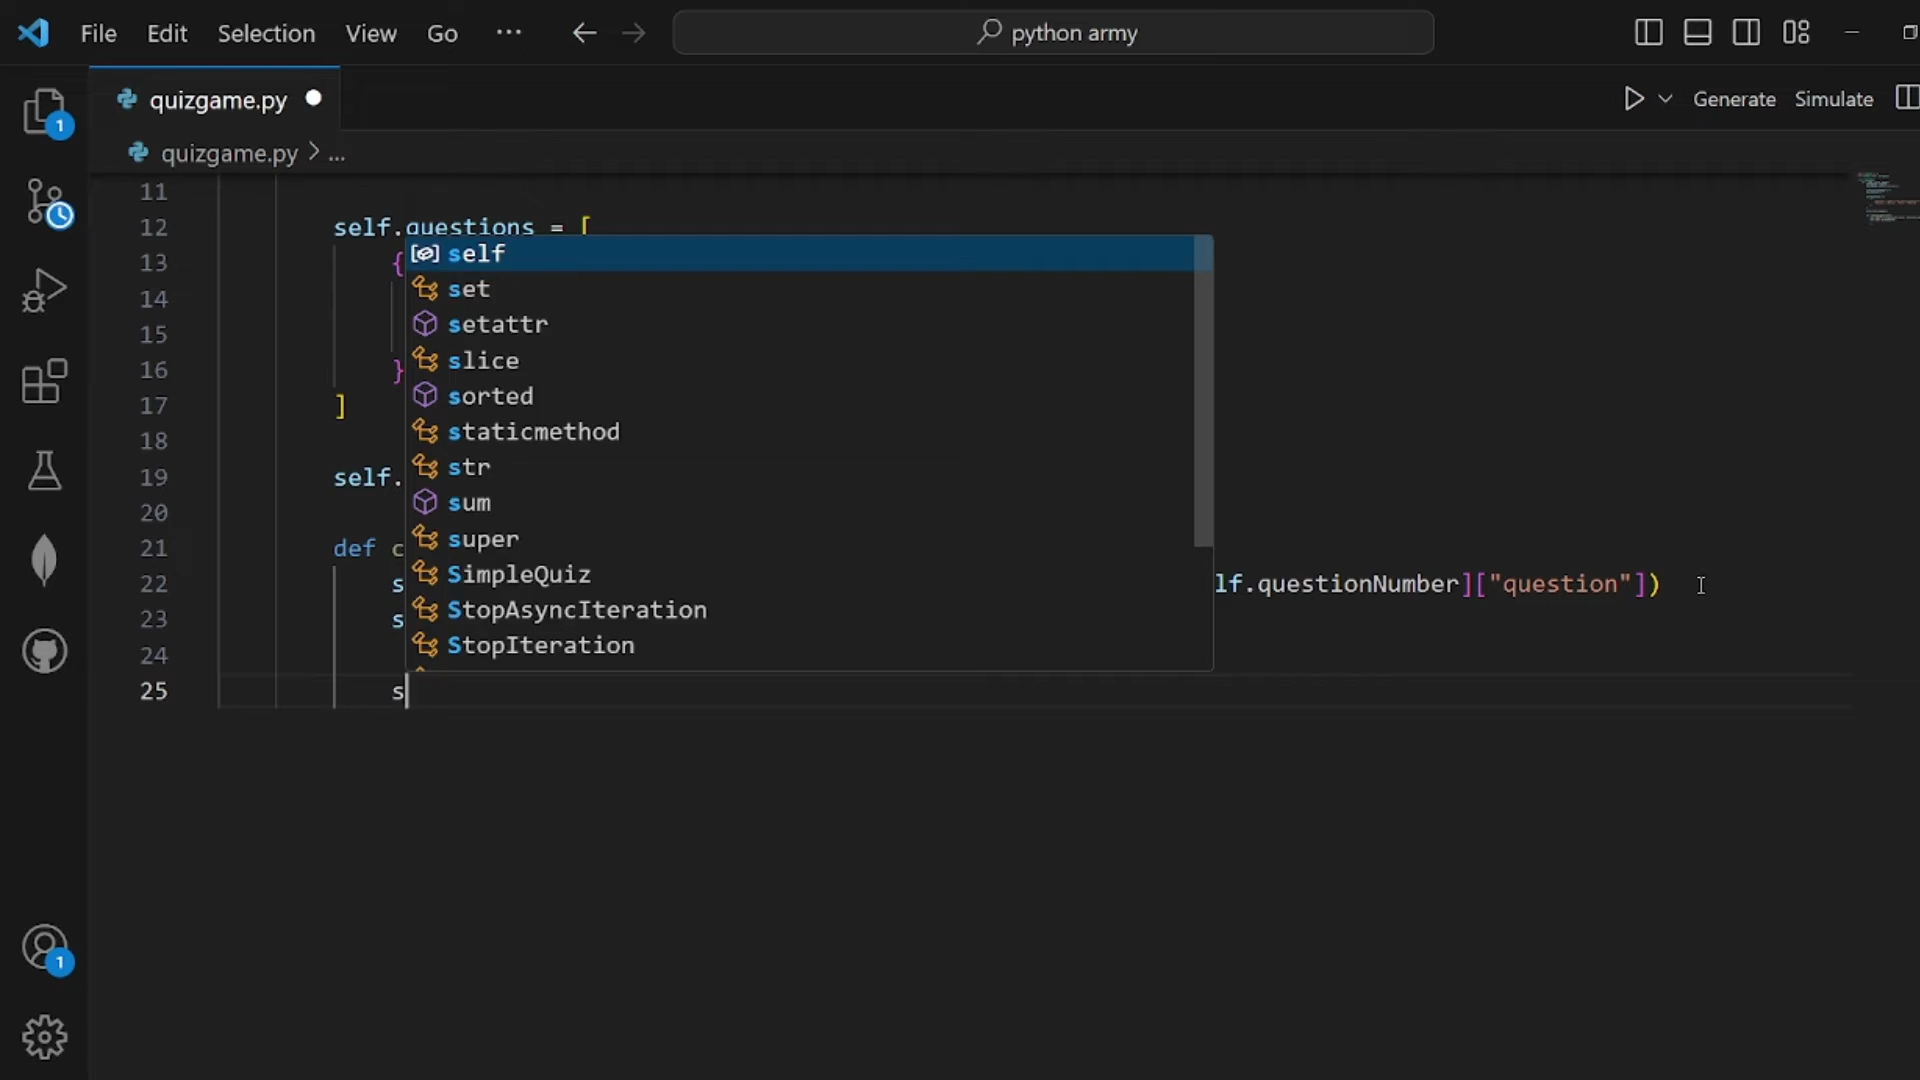 File Edit Selection View Go ··· python army
quizgame.py Generate Simulate
quizgame.py > ...
11
12 self.questions = [
13 {
14
15
16 }
17 ]
18
19 self.
20
21 def c
22 s lf.questionNumber]["question"])
23 s
24
25 s
self
set
setattr
slice
sorted
staticmethod
str
sum
super
SimpleQuiz
StopAsyncIteration
StopIteration
1
1